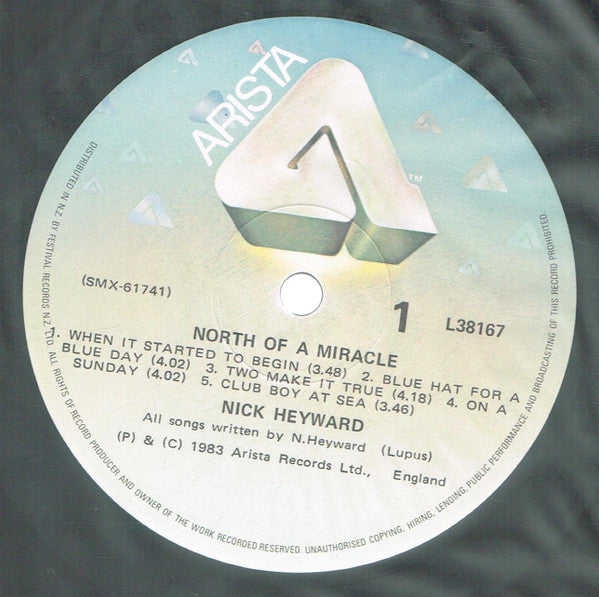 ARISTA
TM
(SMX-61741)
1
L38167
NORTH OF A MIRACLE
1. WHEN IT STARTED TO BEGIN (3.48) 2. BLUE HAT FOR A
BLUE DAY (4.02) 3. TWO MAKE IT TRUE (4.18) 4. ON A
SUNDAY (4.02) 5. CLUB BOY AT SEA (3.46)
NICK HEYWARD
All songs written by N.Heyward (Lupus)
(P) & (C) 1983 Arista Records Ltd., England
DISTRIBUTED IN N.Z. BY FESTIVAL RECORDS N.Z. LTD. ALL RIGHTS OF RECORD PRODUCER AND OWNER OF THE WORK RECORDED RESERVED. UNAUTHORISED COPYING, HIRING, LENDING, PUBLIC PERFORMANCE AND BROADCASTING OF THIS RECORD PROHIBITED.